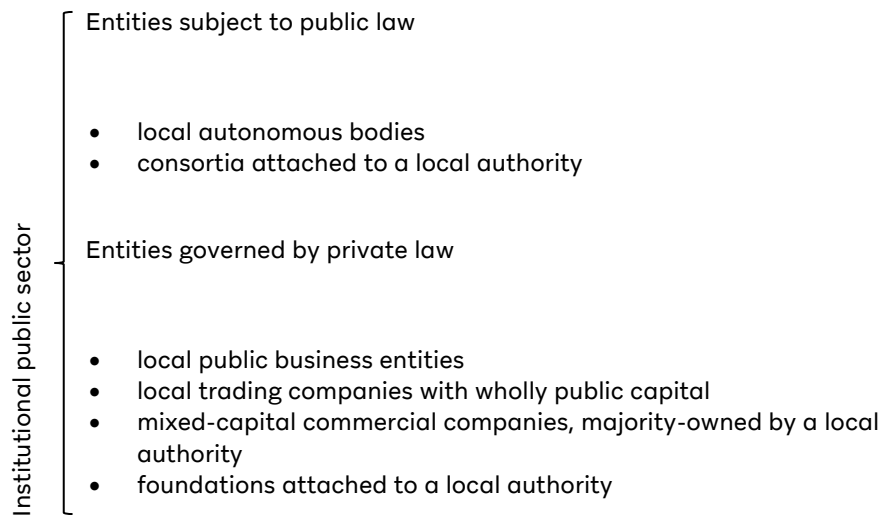 Institutional public sector
Entities subject to public law
• local autonomous bodies
• consortia attached to a local authority
Entities governed by private law
• local public business entities
• local trading companies with wholly public capital
• mixed-capital commercial companies, majority-owned by a local
authority
• foundations attached to a local authority